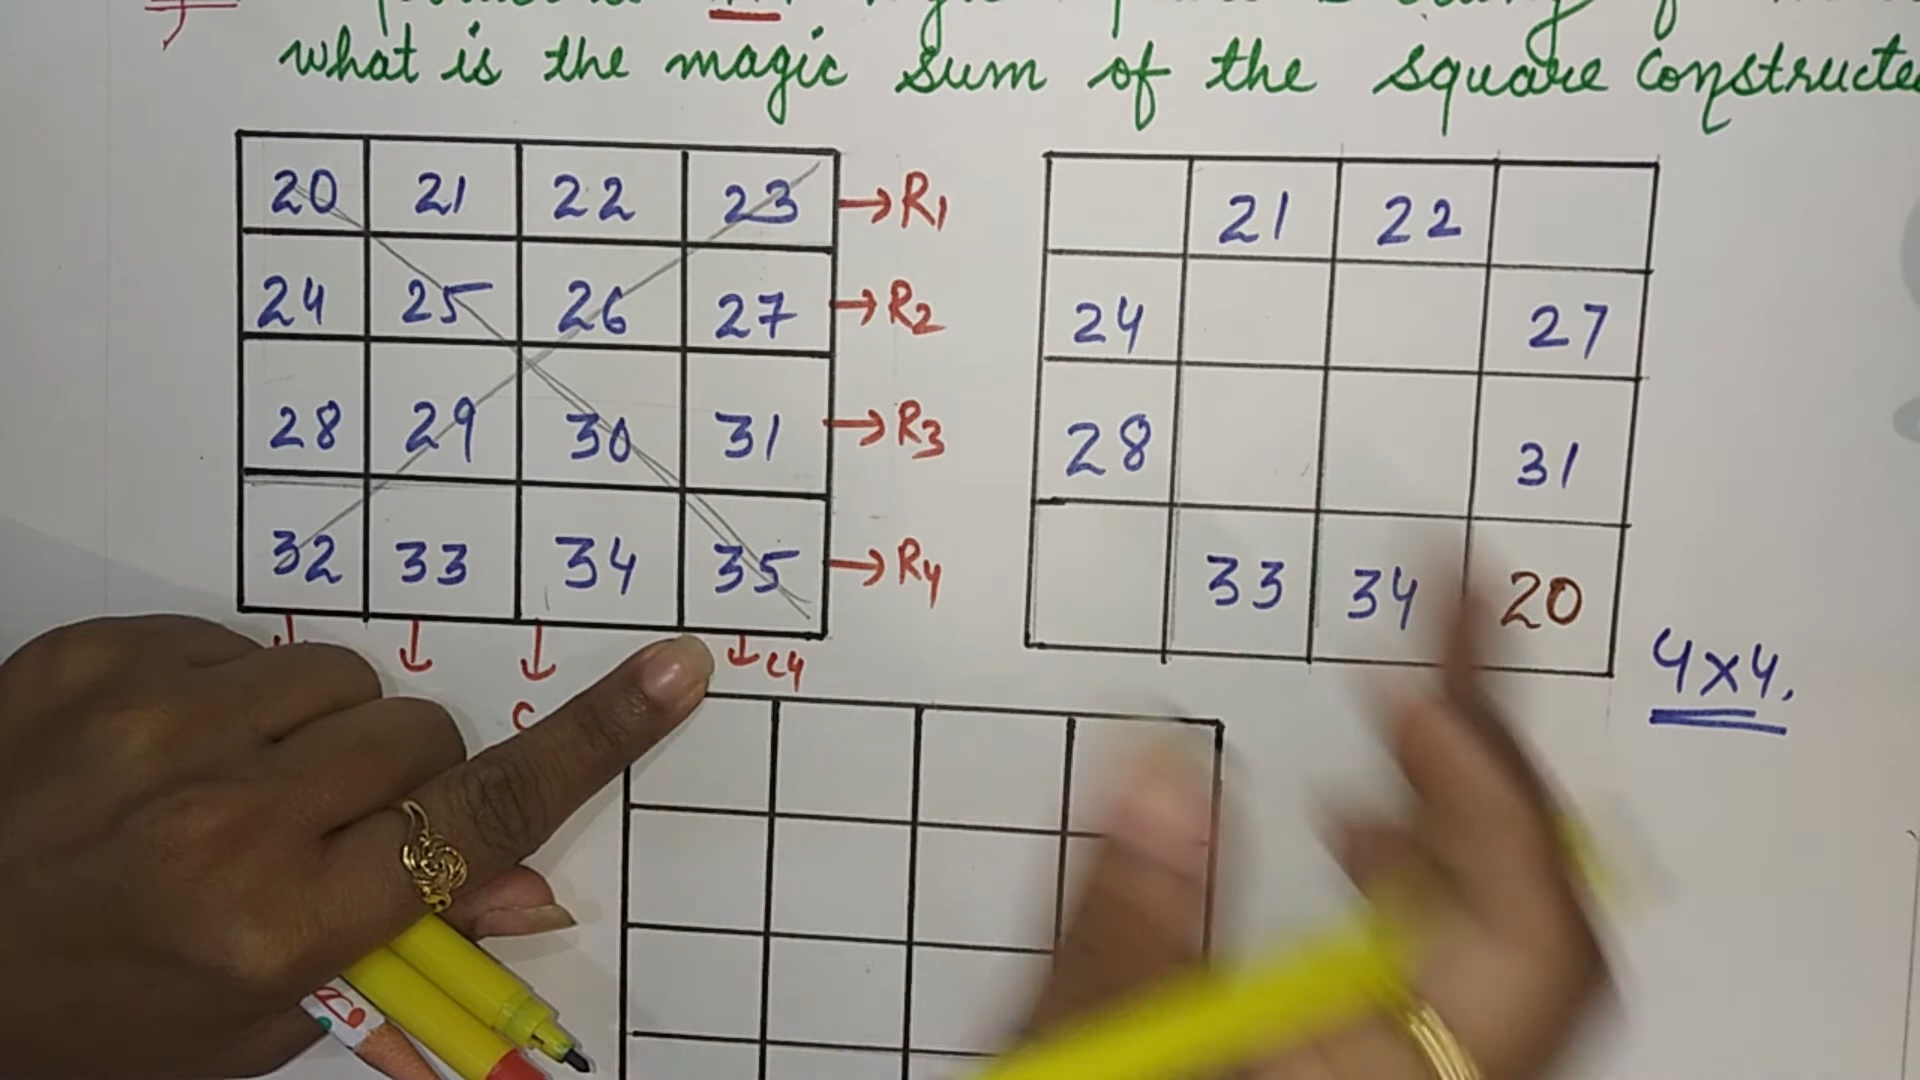 what is the magic sum of the square
20 21 22 23 → R1
24 25 26 27 → R2
28 29 30 31 → R3
32 33 34 35 → R4
C4
21 22
24 27
28 31
33 34 20
4×4.